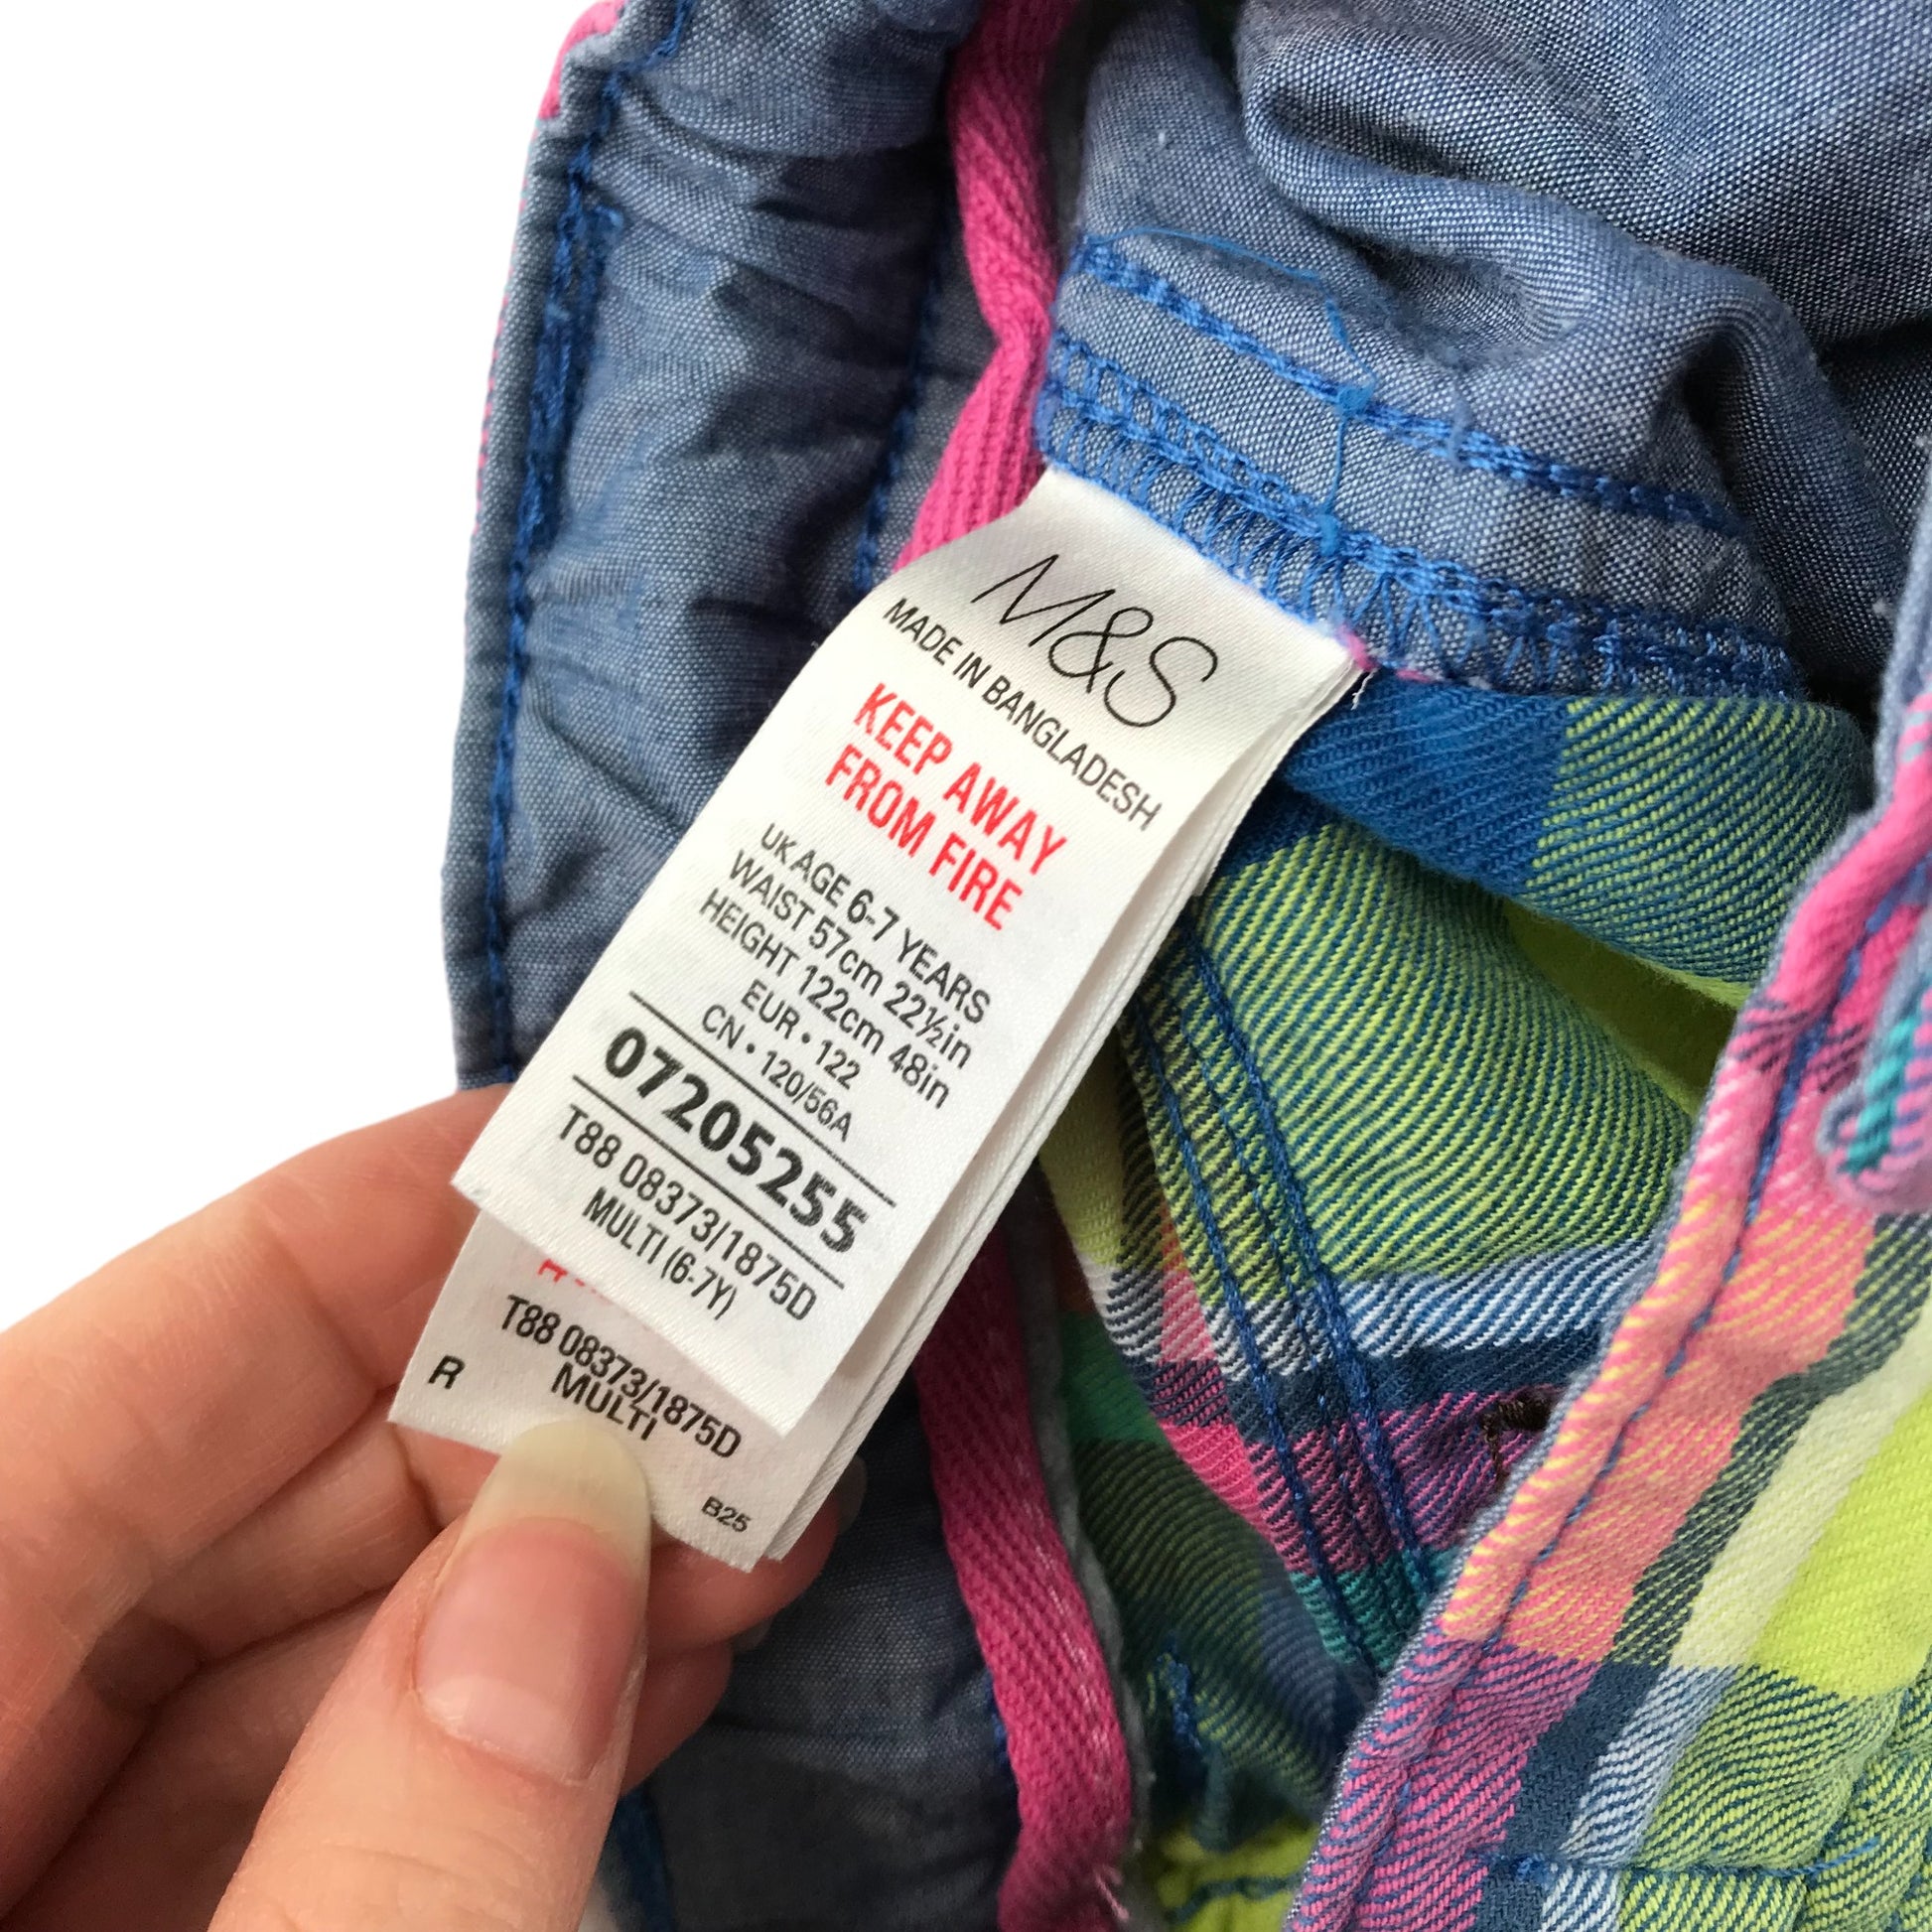 M&S
MADE IN BANGLADESH
KEEP AWAY
FROM FIRE
UK AGE 6-7 YEARS
WAIST 57cm 22½in
HEIGHT 122cm 48in
EUR • 122
CN • 120/56A
07205255
T88 08373/1875D
MULTI (6-7Y)
T88 08373/1875D
MULTI
R
B25